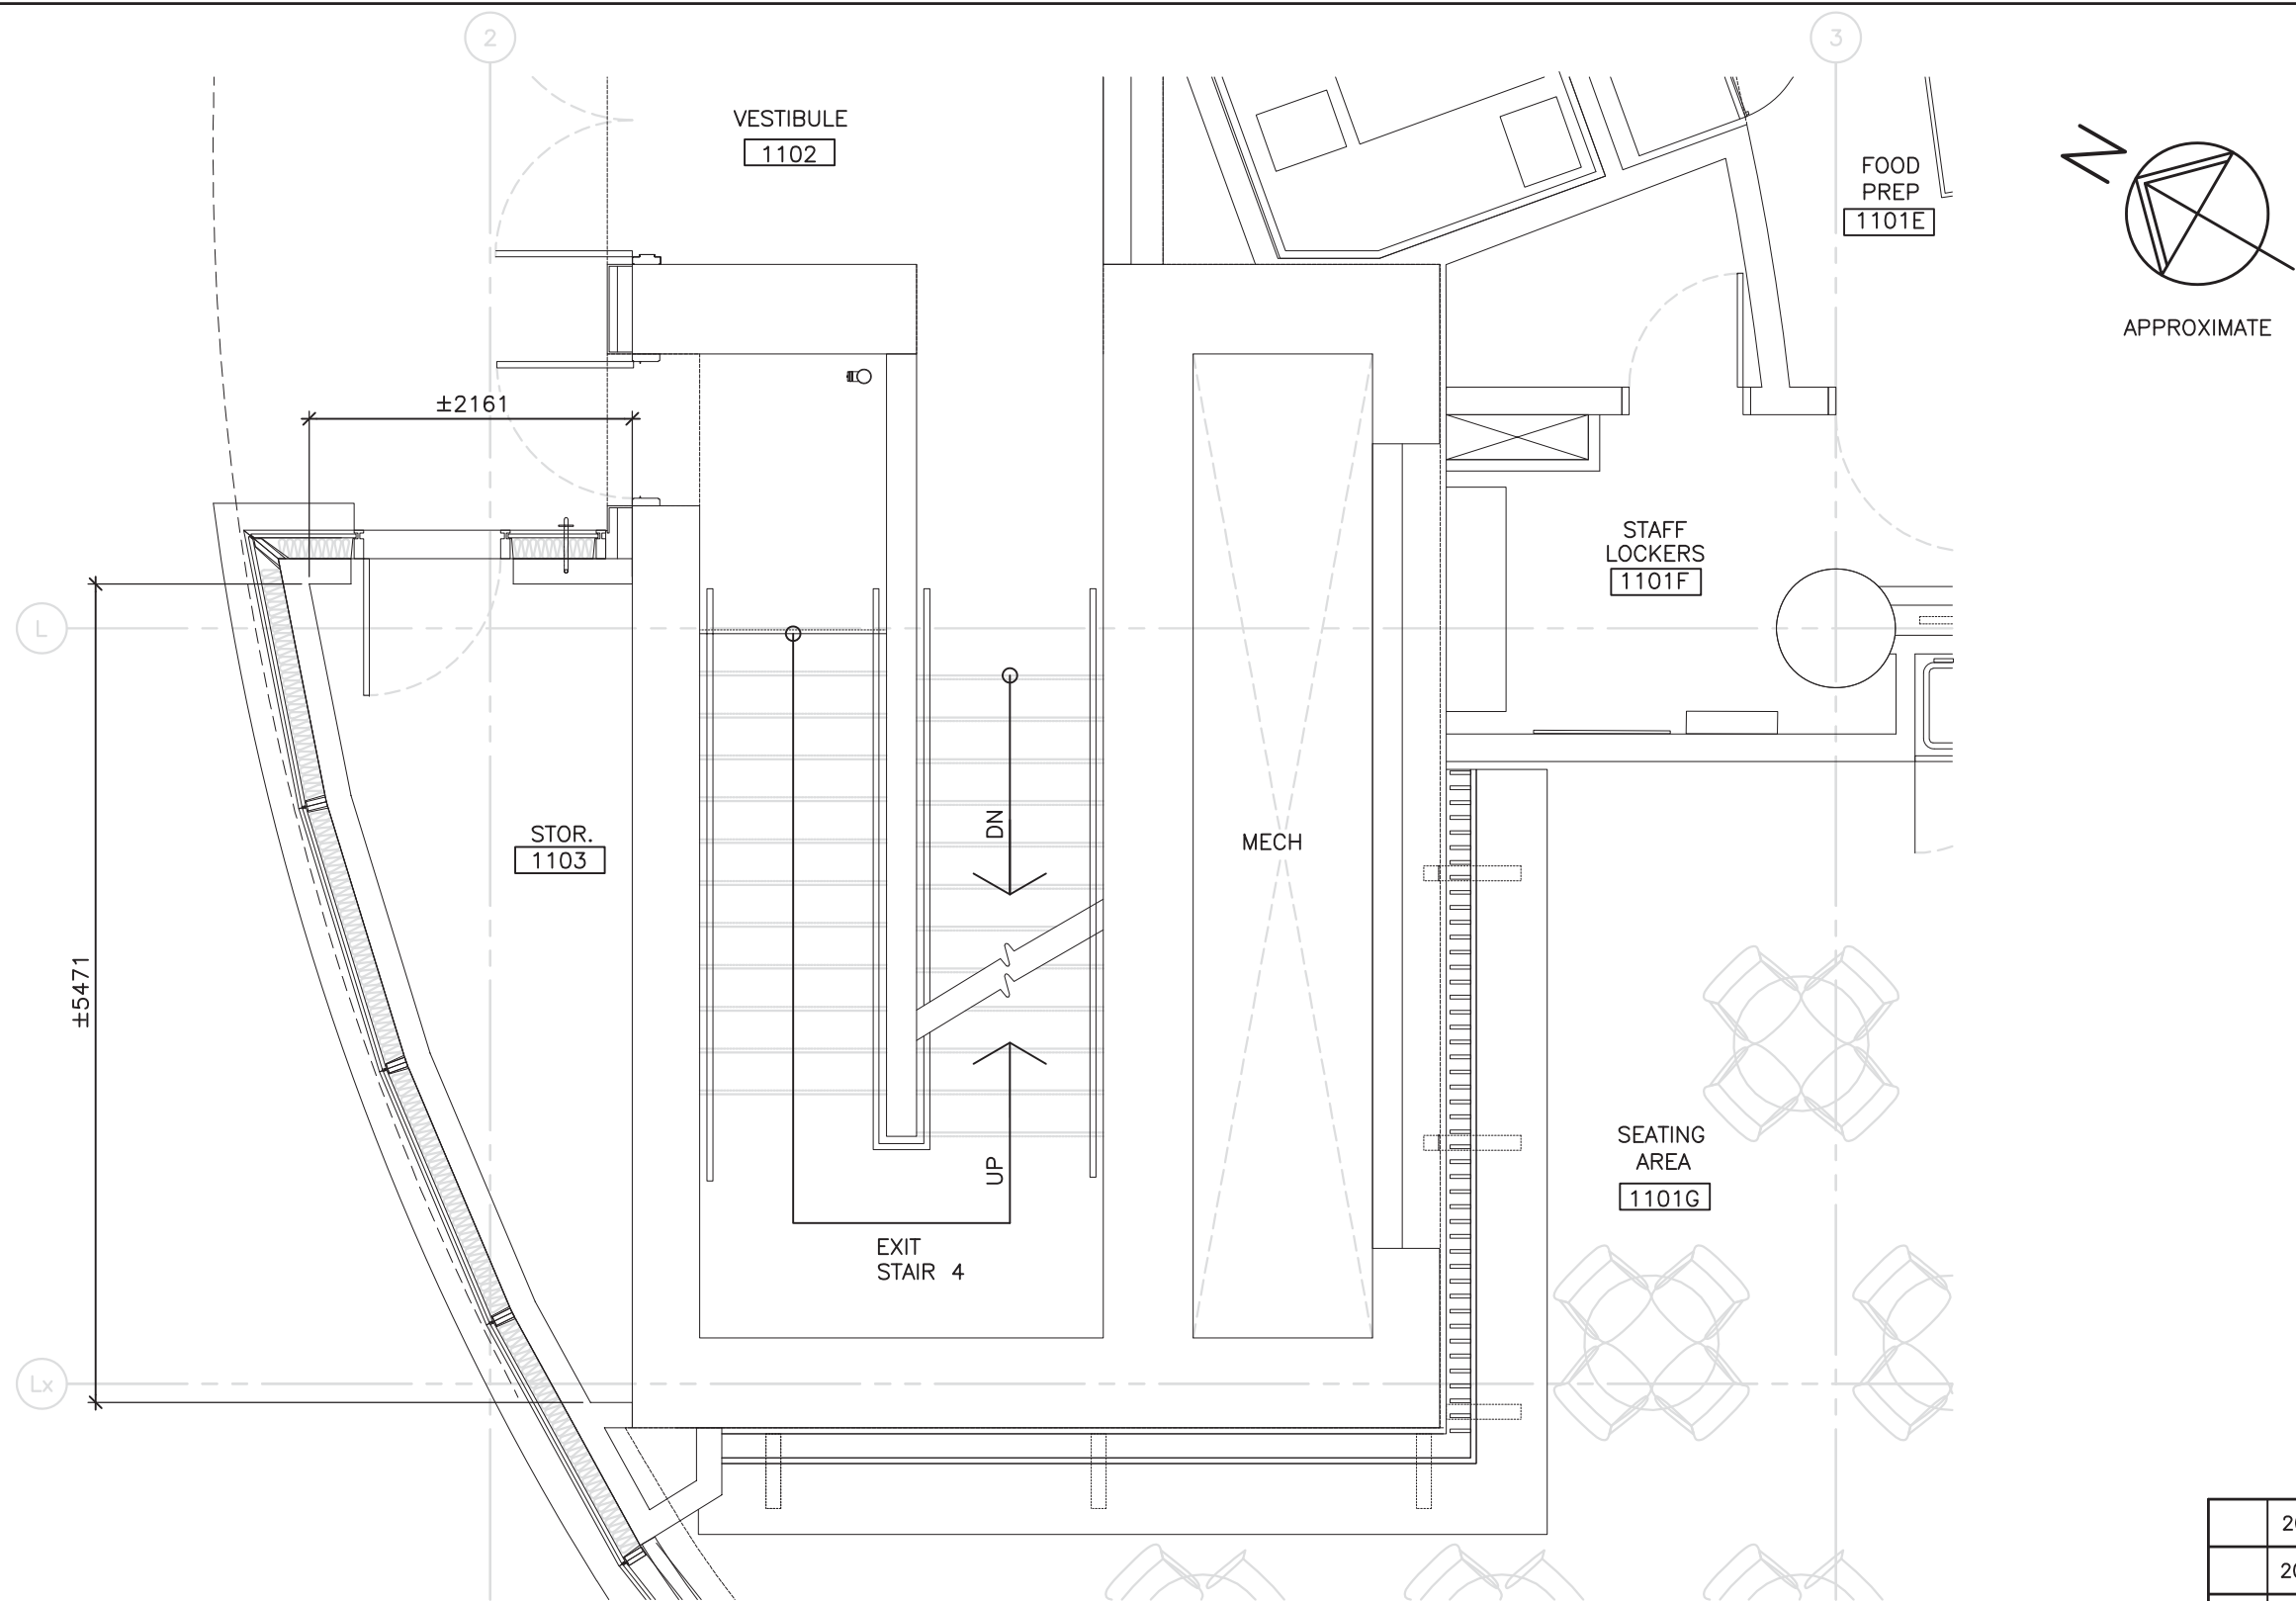 2
3
VESTIBULE
1102
FOOD
PREP
1101E
N
APPROXIMATE
±2161
STAFF
LOCKERS
1101F
L
STOR.
1103
DN
MECH
±5471
UP
SEATING
AREA
1101G
EXIT
STAIR 4
Lx